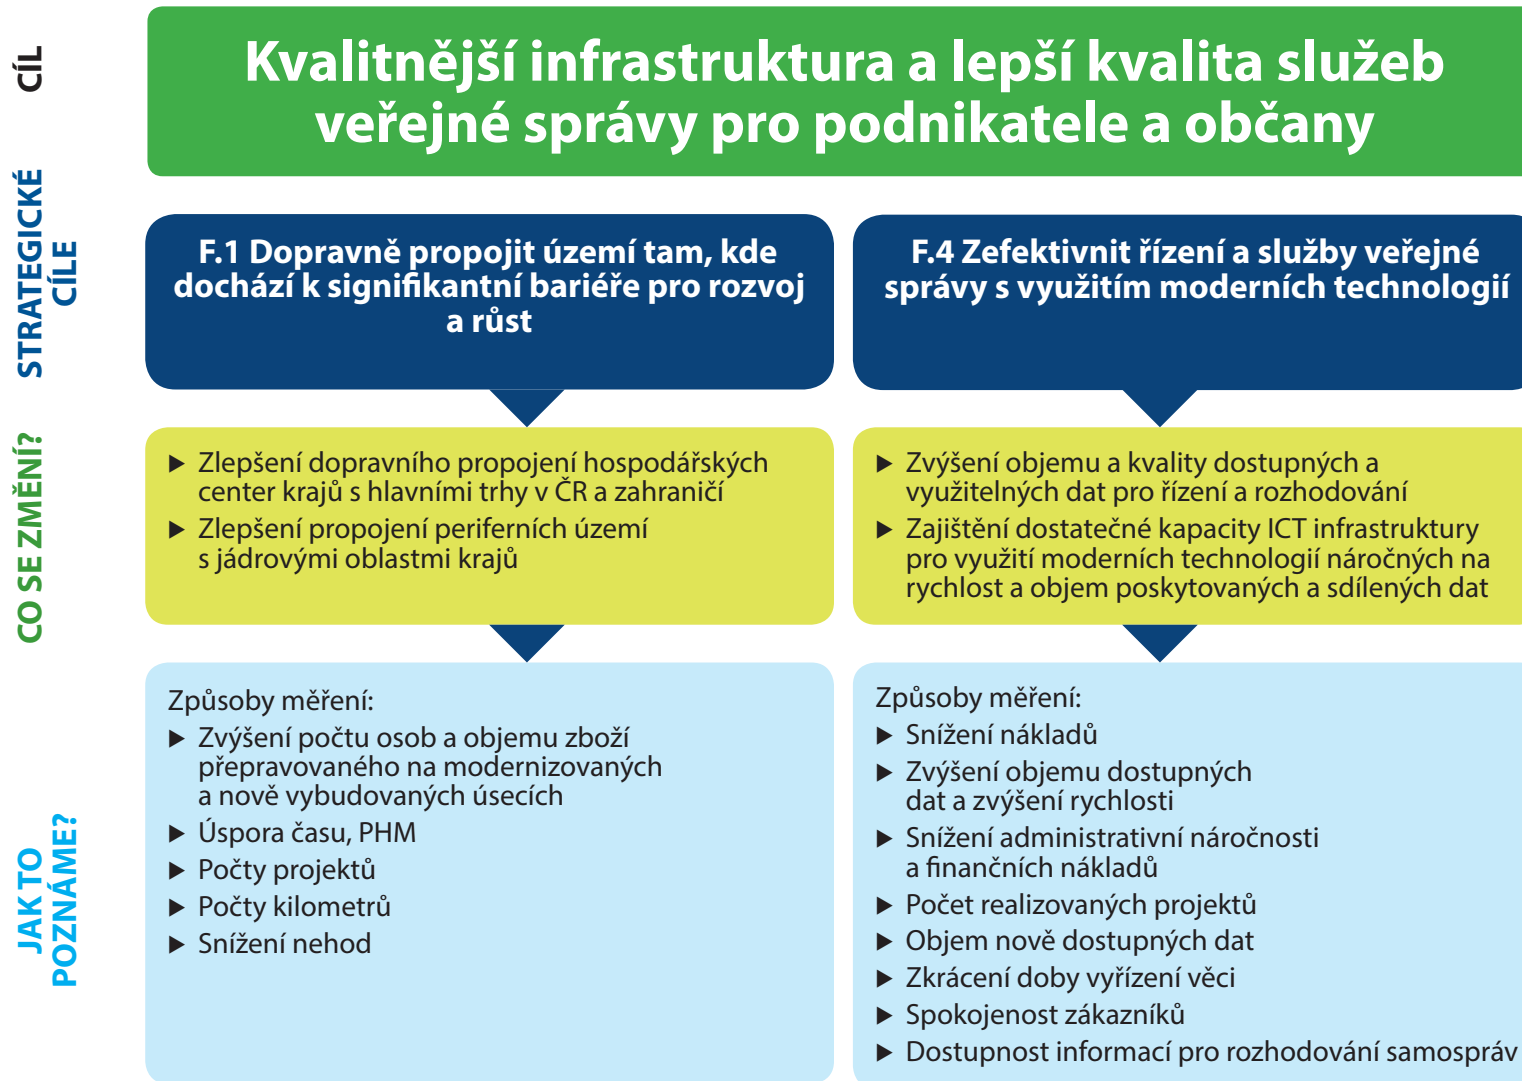 CÍL
Kvalitnější infrastruktura a lepší kvalita služeb
veřejné správy pro podnikatele a občany
STRATEGICKÉ
CÍLE
F.1 Dopravně propojit území tam, kde
dochází k signifikantní bariéře pro rozvoj
a růst
F.4 Zefektivnit řízení a služby veřejné
správy s využitím moderních technologií
CO SE ZMĚNÍ?
▶ Zlepšení dopravního propojení hospodářských
center krajů s hlavními trhy v ČR a zahraničí
▶ Zlepšení propojení periferních území
s jádrovými oblastmi krajů
▶ Zvýšení objemu a kvality dostupných a
využitelných dat pro řízení a rozhodování
▶ Zajištění dostatečné kapacity ICT infrastruktury
pro využití moderních technologií náročných na
rychlost a objem poskytovaných a sdílených dat
JAK TO
POZNÁME?
Způsoby měření:
▶ Zvýšení počtu osob a objemu zboží
přepravovaného na modernizovaných
a nově vybudovaných úsecích
▶ Úspora času, PHM
▶ Počty projektů
▶ Počty kilometrů
▶ Snížení nehod
Způsoby měření:
▶ Snížení nákladů
▶ Zvýšení objemu dostupných
dat a zvýšení rychlosti
▶ Snížení administrativní náročnosti
a finančních nákladů
▶ Počet realizovaných projektů
▶ Objem nově dostupných dat
▶ Zkrácení doby vyřízení věci
▶ Spokojenost zákazníků
▶ Dostupnost informací pro rozhodování samospráv